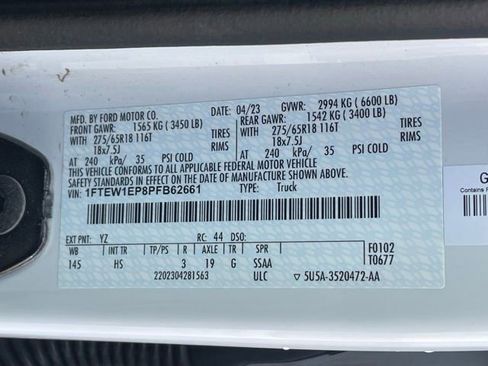 MFD. BY FORD MOTOR CO.
04/23 GVWR: 2994 KG (6600 LB)
FRONT GAWR: 1565 KG (3450 LB) REAR GAWR: 1542 KG (3400 LB)
WITH 275/65R18 116T TIRES WITH 275/65R18 116T TIRES
18x7.5J RIMS 18x7.5J RIMS
AT 240 kPa/ 35 PSI COLD AT 240 kPa/ 35 PSI COLD
THIS VEHICLE CONFORMS TO ALL APPLICABLE FEDERAL MOTOR VEHICLE
SAFETY STANDARDS IN EFFECT ON THE DATE OF MANUFACTURE SHOWN ABOVE.
VIN: 1FTEW1EP8PFB62661 TYPE: Truck
EXT PNT: YZ RC: 44 DSO: F0102
WB INT TR TP/PS R AXLE TR SPR T0677
145 HS 3 19 G SSAA
2202304281563 ULC 5U5A-3520472-AA
G
Contains